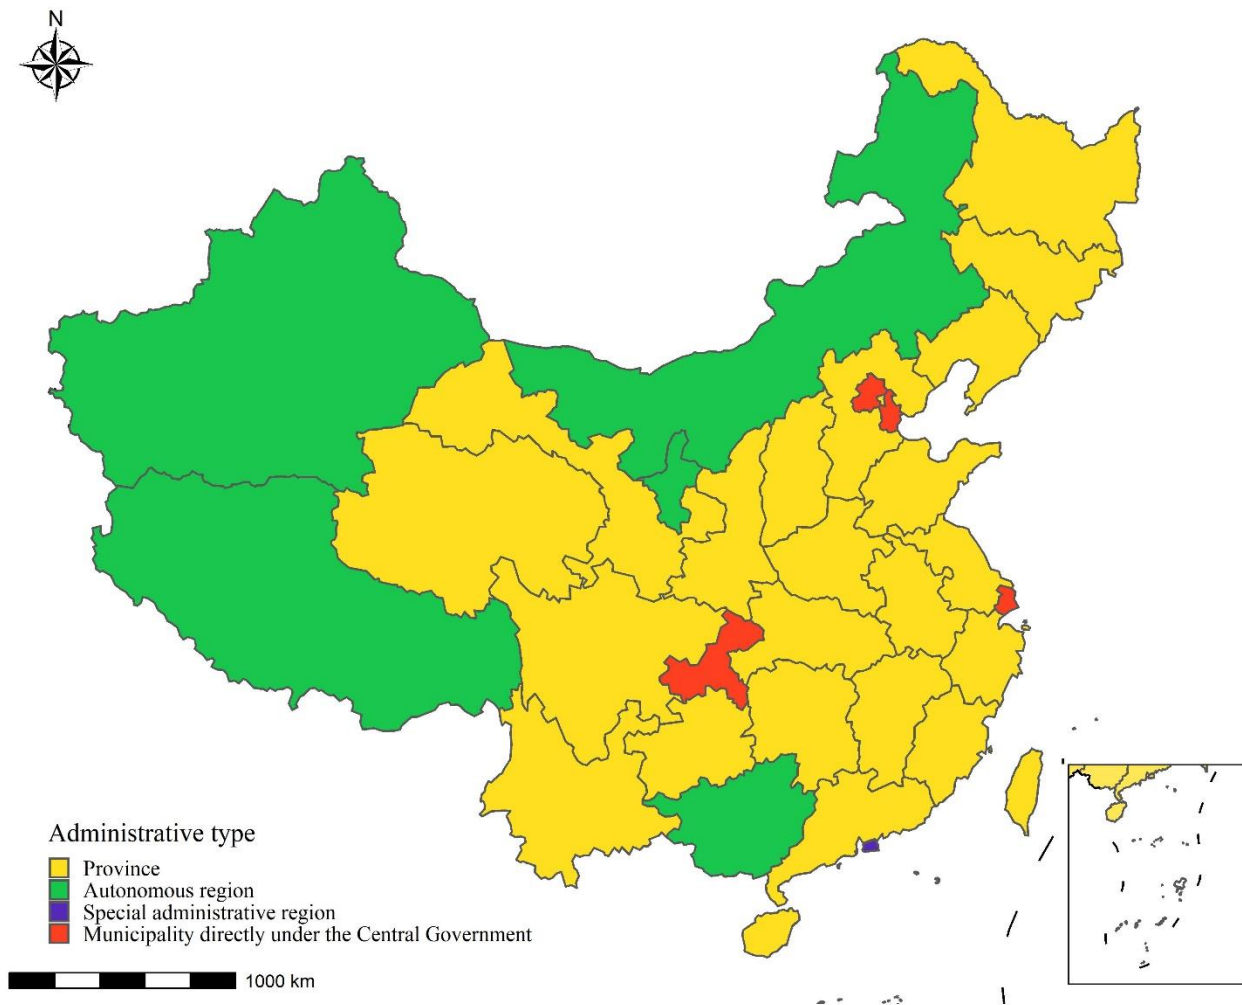 N
Administrative type
Province
Autonomous region
Special administrative region
Municipality directly under the Central Government
1000 km